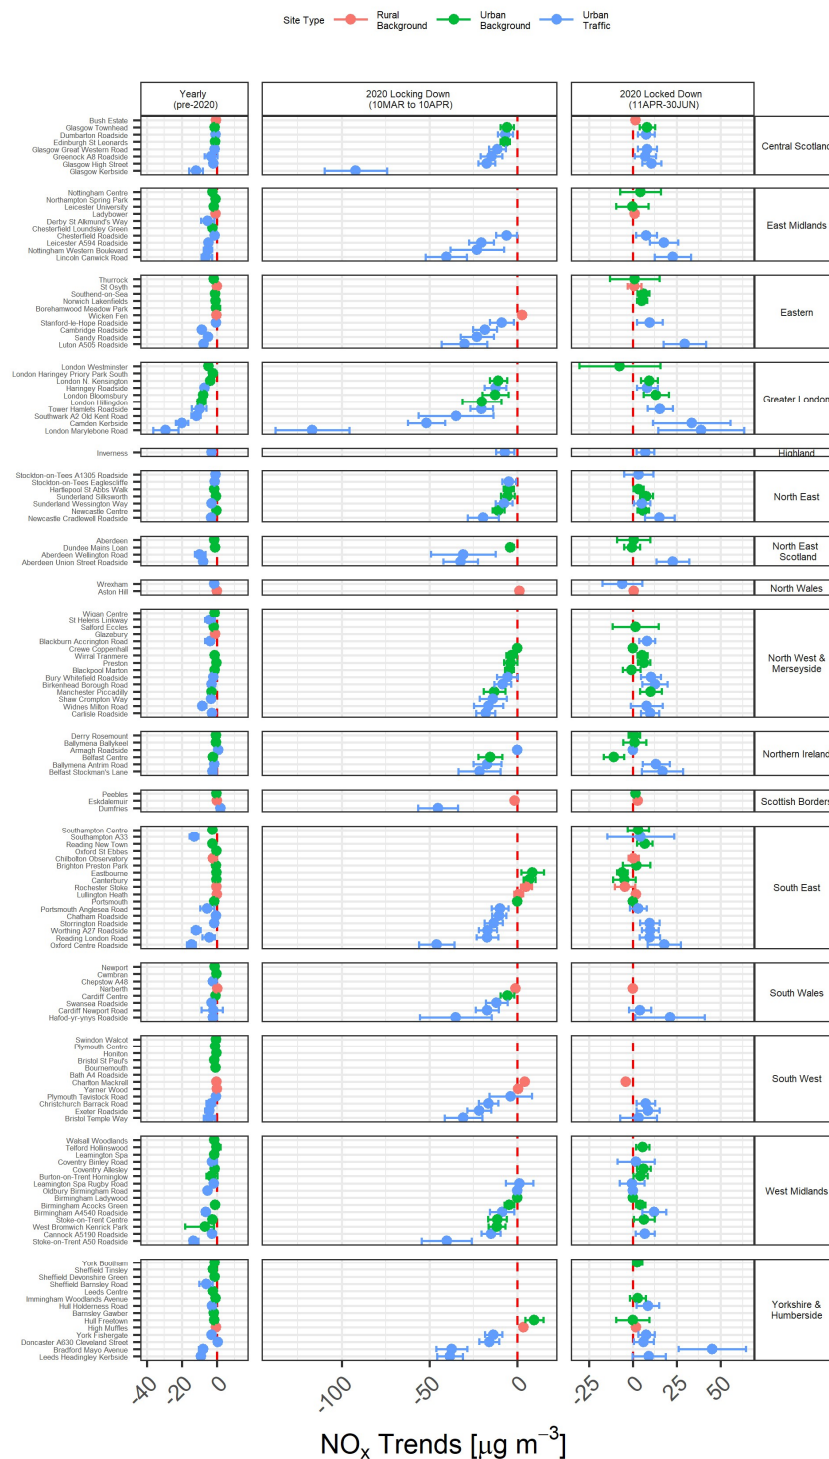 Site Type
Rural Background
Urban Background
Urban Traffic
Yearly (pre-2020)
2020 Locking Down (10MAR to 10APR)
2020 Locked Down (11APR-30JUN)
Bush Estate
Glasgow Townhead
Dumbarton Roadside
Edinburgh St Leonards
Glasgow Great Western Road
Greenock A8 Roadside
Glasgow High Street
Glasgow Kerbside
Central Scotland
Nottingham Centre
Northampton Spring Park
Leicester University
Ladybower
Derby St Alkmund's Way
Chesterfield Loundsley Green
Chesterfield Roadside
Leicester A594 Roadside
Nottingham Western Boulevard
Lincoln Canwick Road
East Midlands
Thurrock
St Osyth
Southend-on-Sea
Norwich Lakenfields
Borehamwood Meadow Park
Wicken Fen
Stanford-le-Hope Roadside
Cambridge Roadside
Sandy Roadside
Luton A505 Roadside
Eastern
London Westminster
London Haringey Priory Park South
London N. Kensington
Haringey Roadside
London Bloomsbury
London Hillingdon
Tower Hamlets Roadside
Southwark A2 Old Kent Road
Camden Kerbside
London Marylebone Road
Greater London
Inverness
Highland
Stockton-on-Tees A1305 Roadside
Stockton-on-Tees Eaglescliffe
Hartlepool St Abbs Walk
Sunderland Silksworth
Sunderland Wessington Way
Newcastle Centre
Newcastle Cradlewell Roadside
North East
Aberdeen
Dundee Mains Loan
Aberdeen Wellington Road
Aberdeen Union Street Roadside
North East Scotland
Wrexham
Aston Hill
North Wales
Wigan Centre
St Helens Linkway
Salford Eccles
Glazebury
Blackburn Accrington Road
Crewe Coppenhall
Wirral Tranmere
Preston
Blackpool Marton
Bury Whitefield Roadside
Birkenhead Borough Road
Manchester Piccadilly
Shaw Crompton Way
Widnes Milton Road
Carlisle Roadside
North West & Merseyside
Derry Rosemount
Ballymena Ballykeel
Armagh Roadside
Belfast Centre
Ballymena Antrim Road
Belfast Stockman's Lane
Northern Ireland
Peebles
Eskdalemuir
Dumfries
Scottish Borders
Southampton Centre
Southampton A33
Reading New Town
Oxford St Ebbes
Chilbolton Observatory
Brighton Preston Park
Eastbourne
Canterbury
Rochester Stoke
Lullington Heath
Portsmouth
Portsmouth Anglesea Road
Chatham Roadside
Storrington Roadside
Worthing A27 Roadside
Reading London Road
Oxford Centre Roadside
South East
Newport
Cwmbran
Chepstow A48
Narberth
Cardiff Centre
Swansea Roadside
Cardiff Newport Road
Hafod-yr-ynys Roadside
South Wales
Swindon Walcot
Plymouth Centre
Honiton
Bristol St Paul's
Bournemouth
Bath A4 Roadside
Charlton Mackrell
Yarner Wood
Plymouth Tavistock Road
Christchurch Barrack Road
Exeter Roadside
Bristol Temple Way
South West
Walsall Woodlands
Telford Hollinswood
Leamington Spa
Coventry Binley Road
Coventry Allesley
Burton-on-Trent Horninglow
Leamington Spa Rugby Road
Oldbury Birmingham Road
Birmingham Ladywood
Birmingham Acocks Green
Birmingham A4540 Roadside
Stoke-on-Trent Centre
West Bromwich Kenrick Park
Cannock A5190 Roadside
Stoke-on-Trent A50 Roadside
West Midlands
York Bootham
Sheffield Tinsley
Sheffield Devonshire Green
Sheffield Barnsley Road
Leeds Centre
Immingham Woodlands Avenue
Hull Holderness Road
Barnsley Gawber
Hull Freetown
High Muffles
York Fishergate
Doncaster A630 Cleveland Street
Bradford Mayo Avenue
Leeds Headingley Kerbside
Yorkshire & Humberside
-40 -20 0
-100 -50 0
-25 0 25 50
NOx Trends [µg m⁻³]